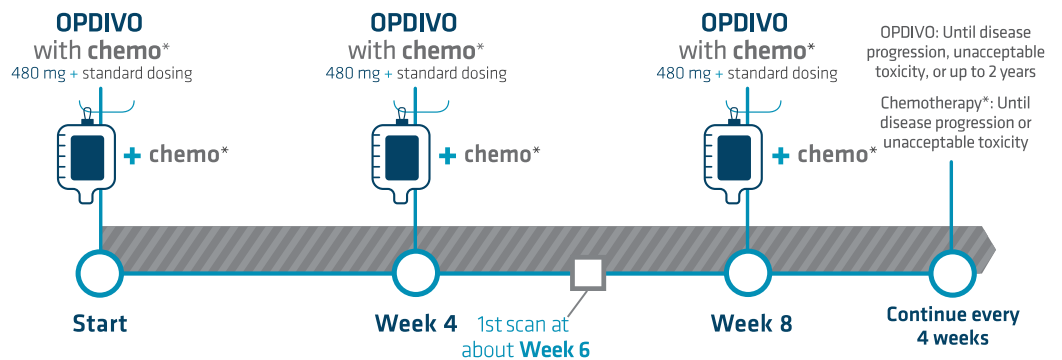 OPDIVO
with chemo*
480 mg + standard dosing
+ chemo*
OPDIVO
with chemo*
480 mg + standard dosing
+ chemo*
OPDIVO
with chemo*
480 mg + standard dosing
+ chemo*
OPDIVO: Until disease
progression, unacceptable
toxicity, or up to 2 years
Chemotherapy*: Until
disease progression or
unacceptable toxicity
Start
Week 4
1st scan at
about Week 6
Week 8
Continue every
4 weeks